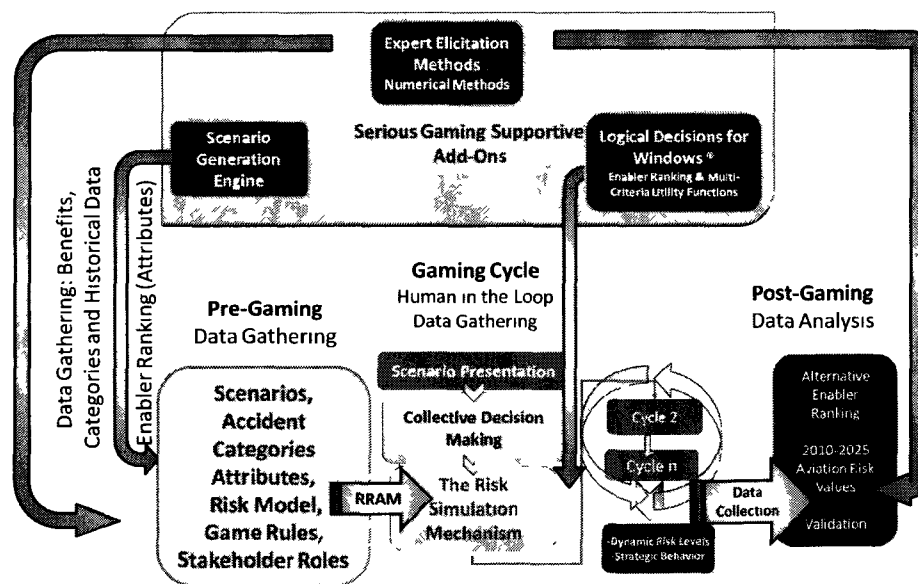 Expert Elicitation
Methods
Numerical Methods
Serious Gaming Supportive
Add-Ons
Scenario
Generation
Engine
Logical Decisions for
Windows ®
Enabler Ranking & Multi-
Criteria Utility Functions
Data Gathering: Benefits,
Categories and Historical Data
Enabler Ranking (Attributes)
Pre-Gaming
Data Gathering
Gaming Cycle
Human in the Loop
Data Gathering
Post-Gaming
Data Analysis
Scenarios,
Accident
Categories
Attributes,
Risk Model,
Game Rules,
Stakeholder Roles
RRAM
Scenario Presentation
Collective Decision
Making
The Risk
Simulation
Mechanism
Cycle 2
Cycle n
-Dynamic Risk Levels
-Strategic Behavior
Data
Collection
Alternative
Enabler
Ranking
2010-2025
Aviation Risk
Values
Validation